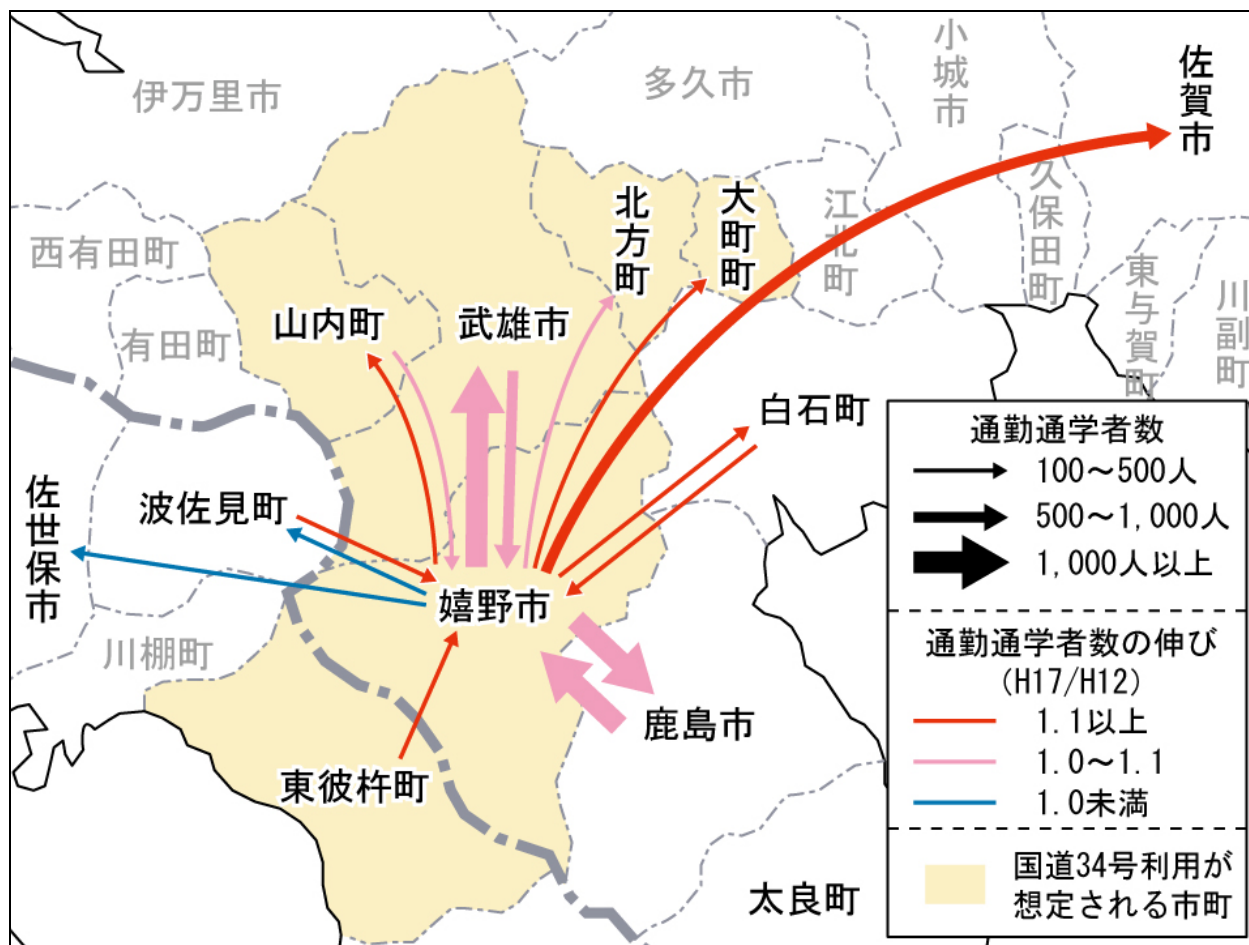 伊万里市
多久市
小城市
佐賀市
西有田町
有田町
山内町
武雄市
北方町
大町町
江北町
久保田町
東与賀町
川副町
白石町
佐世保市
波佐見町
嬉野市
川棚町
東彼杵町
鹿島市
太良町
通勤通学者数
100～500人
500～1,000人
1,000人以上
通勤通学者数の伸び
(H17/H12)
1.1以上
1.0～1.1
1.0未満
国道34号利用が
想定される市町